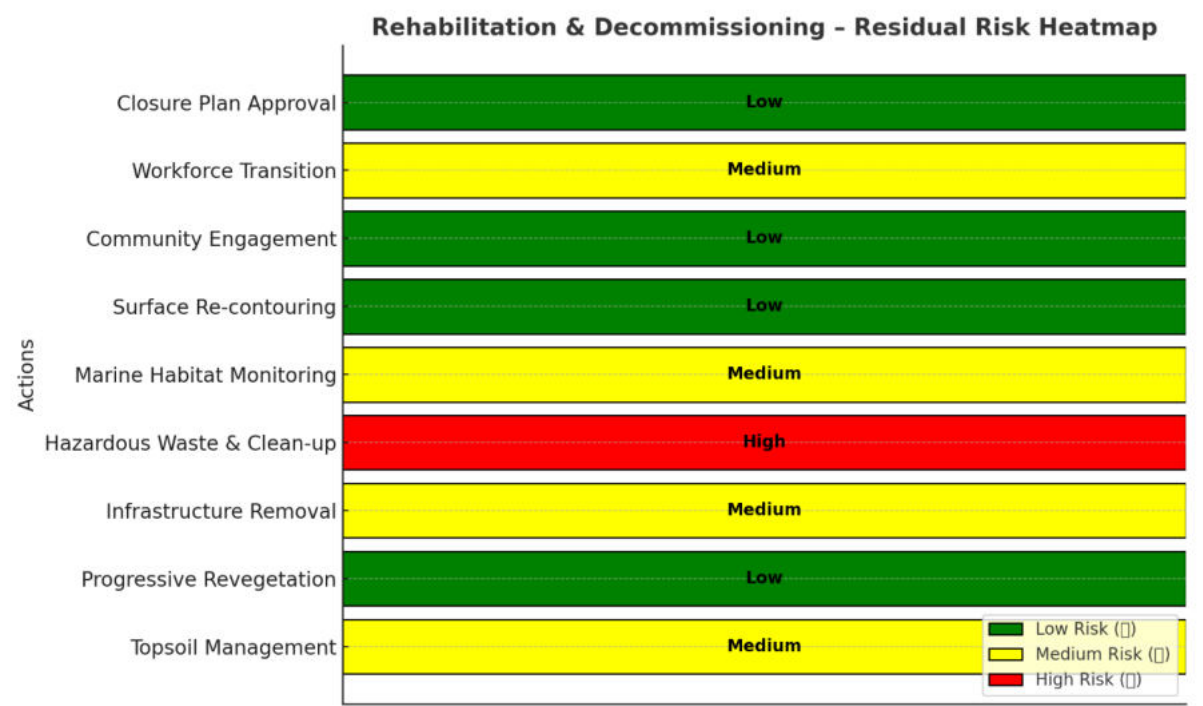 Rehabilitation & Decommissioning – Residual Risk Heatmap
Closure Plan Approval
Low
Workforce Transition
Medium
Community Engagement
Low
Surface Re-contouring
Low
Actions
Marine Habitat Monitoring
Medium
Hazardous Waste & Clean-up
High
Infrastructure Removal
Medium
Progressive Revegetation
Low
Topsoil Management
Medium
Low Risk (▯)
Medium Risk (▯)
High Risk (▯)